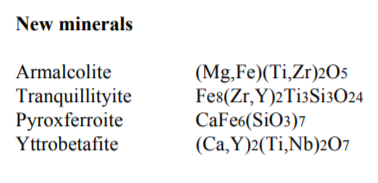 New minerals
Armalcolite (Mg,Fe)(Ti,Zr)2O5
Tranquillityite Fe8(Zr,Y)2Ti3Si3O24
Pyroxferroite CaFe6(SiO3)7
Yttrobetafite (Ca,Y)2(Ti,Nb)2O7